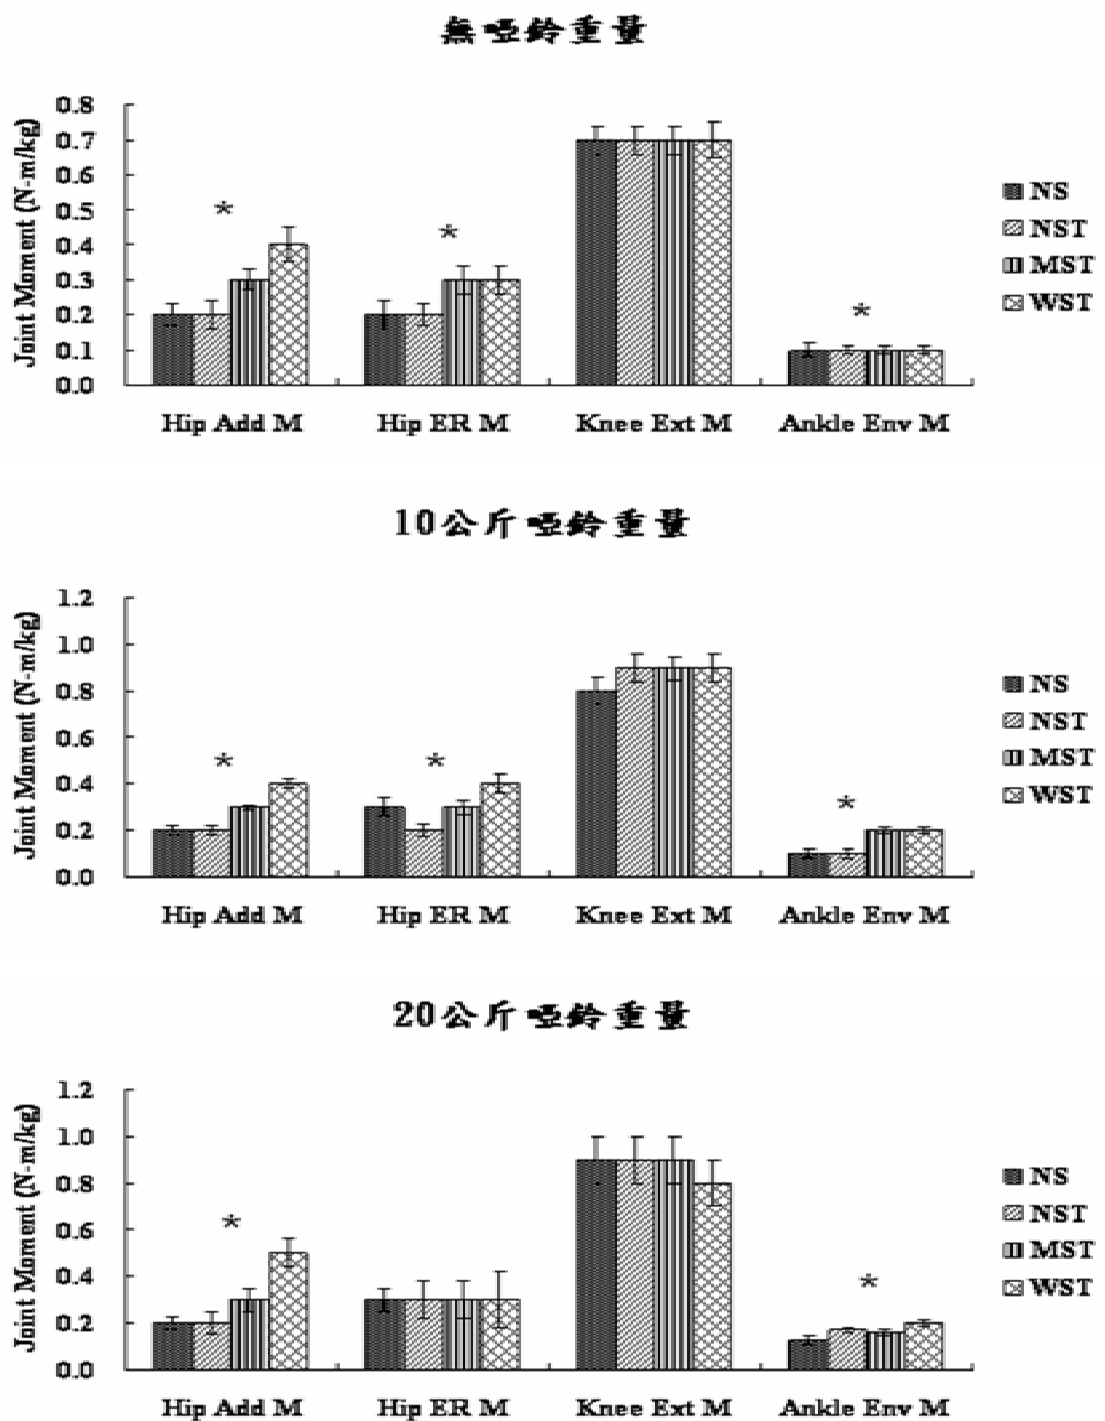 無啞鈴重量
Joint Moment (N-m/kg)
0.8
0.7
0.6
0.5
0.4
0.3
0.2
0.1
0.0
*
*
*
Hip Add M
Hip ER M
Knee Ext M
Ankle Env M
NS
NST
MST
WST
10公斤啞鈴重量
Joint Moment (N-m/kg)
1.2
1.0
0.8
0.6
0.4
0.2
0.0
*
*
*
Hip Add M
Hip ER M
Knee Ext M
Ankle Env M
NS
NST
MST
WST
20公斤啞鈴重量
Joint Moment (N-m/kg)
1.2
1.0
0.8
0.6
0.4
0.2
0.0
*
*
Hip Add M
Hip ER M
Knee Ext M
Ankle Env M
NS
NST
MST
WST